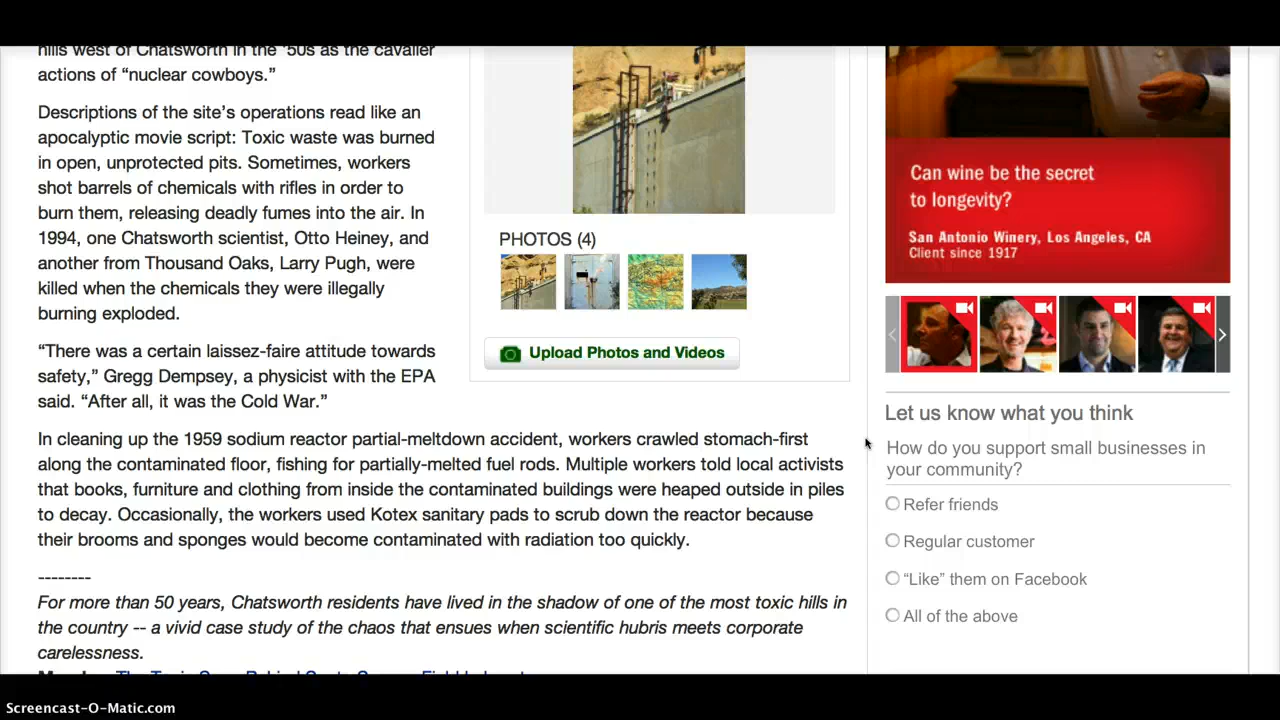 hills west of Chatsworth in the '50s as the cavalier
actions of “nuclear cowboys.”
Descriptions of the site’s operations read like an
apocalyptic movie script: Toxic waste was burned
in open, unprotected pits. Sometimes, workers
shot barrels of chemicals with rifles in order to
burn them, releasing deadly fumes into the air. In
1994, one Chatsworth scientist, Otto Heiney, and
another from Thousand Oaks, Larry Pugh, were
killed when the chemicals they were illegally
burning exploded.
“There was a certain laissez-faire attitude towards
safety,” Gregg Dempsey, a physicist with the EPA
said. “After all, it was the Cold War.”
In cleaning up the 1959 sodium reactor partial-meltdown accident, workers crawled stomach-first
along the contaminated floor, fishing for partially-melted fuel rods. Multiple workers told local activists
that books, furniture and clothing from inside the contaminated buildings were heaped outside in piles
to decay. Occasionally, the workers used Kotex sanitary pads to scrub down the reactor because
their brooms and sponges would become contaminated with radiation too quickly.
--------
For more than 50 years, Chatsworth residents have lived in the shadow of one of the most toxic hills in
the country -- a vivid case study of the chaos that ensues when scientific hubris meets corporate
carelessness.
PHOTOS (4)
Upload Photos and Videos
Can wine be the secret
to longevity?
San Antonio Winery, Los Angeles, CA
Client since 1917
Let us know what you think
How do you support small businesses in
your community?
Refer friends
Regular customer
“Like” them on Facebook
All of the above
Screencast-O-Matic.com